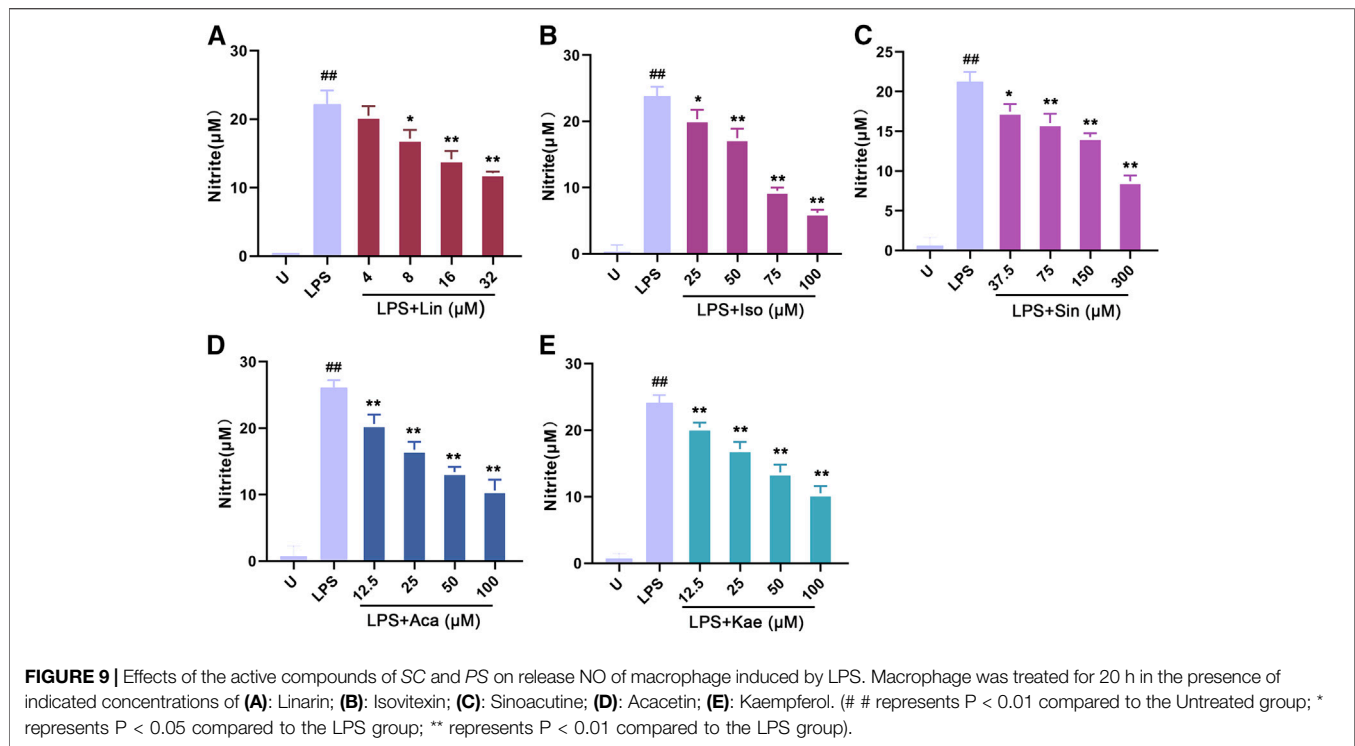 A
30
20
10
0
Nitrite(μM)
##
*
**
**
U
LPS
4
8
16
32
LPS+Lin (μM)
B
30
20
10
0
Nitrite(μM)
##
*
**
**
**
U
LPS
25
50
75
100
LPS+Iso (μM)
C
25
20
15
10
5
0
Nitrite(μM)
##
*
**
**
**
U
LPS
37.5
75
150
300
LPS+Sin (μM)
D
30
20
10
0
Nitrite(μM)
##
**
**
**
**
U
LPS
12.5
25
50
100
LPS+Aca (μM)
E
30
20
10
0
Nitrite(μM)
##
**
**
**
**
U
LPS
12.5
25
50
100
LPS+Kae (μM)
FIGURE 9 | Effects of the active compounds of SC and PS on release NO of macrophage induced by LPS. Macrophage was treated for 20 h in the presence of
indicated concentrations of (A): Linarin; (B): Isovitexin; (C): Sinoacutine; (D): Acacetin; (E): Kaempferol. (# # represents P < 0.01 compared to the Untreated group; *
represents P < 0.05 compared to the LPS group; ** represents P < 0.01 compared to the LPS group).